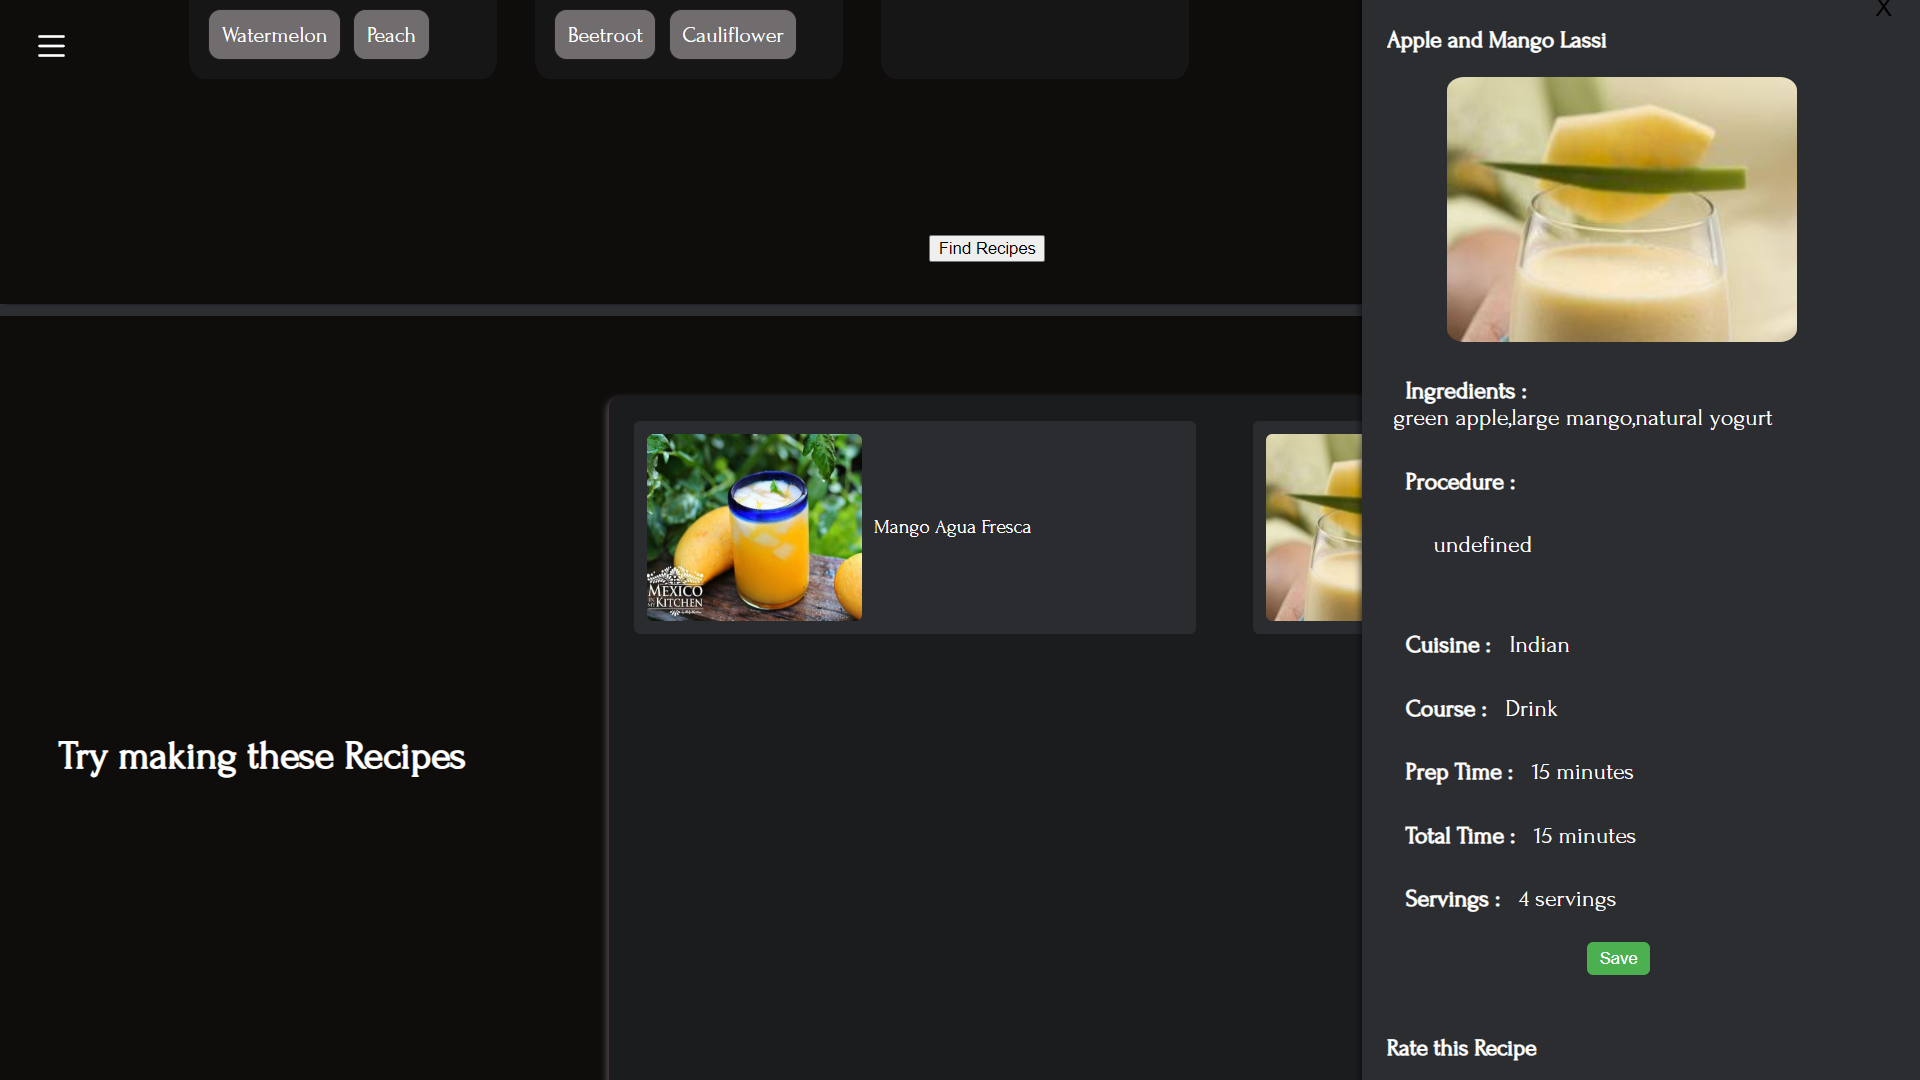 Watermelon
Peach
Beetroot
Cauliflower
Find Recipes
Try making these Recipes
MEXICO
IN MY KITCHEN
Mango Agua Fresca
X
Apple and Mango Lassi
Ingredients :
green apple,large mango,natural yogurt
Procedure :
undefined
Cuisine : Indian
Course : Drink
Prep Time : 15 minutes
Total Time : 15 minutes
Servings : 4 servings
Save
Rate this Recipe